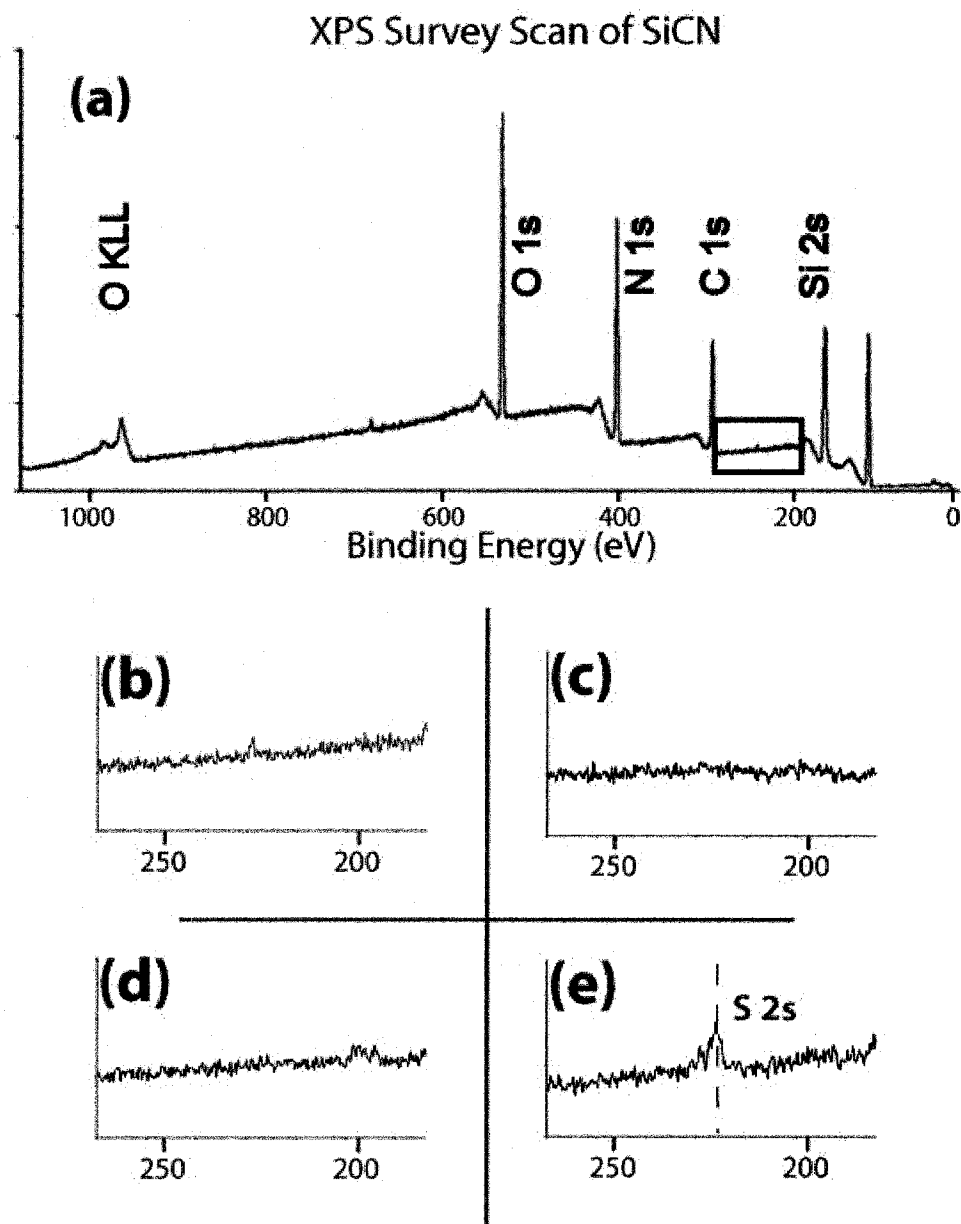 XPS Survey Scan of SiCN
(a)
O KLL
O 1s
N 1s
C 1s
Si 2s
1000 800 600 400 200 0
Binding Energy (eV)
(b)
250 200
(c)
250 200
(d)
250 200
(e)
S 2s
250 200